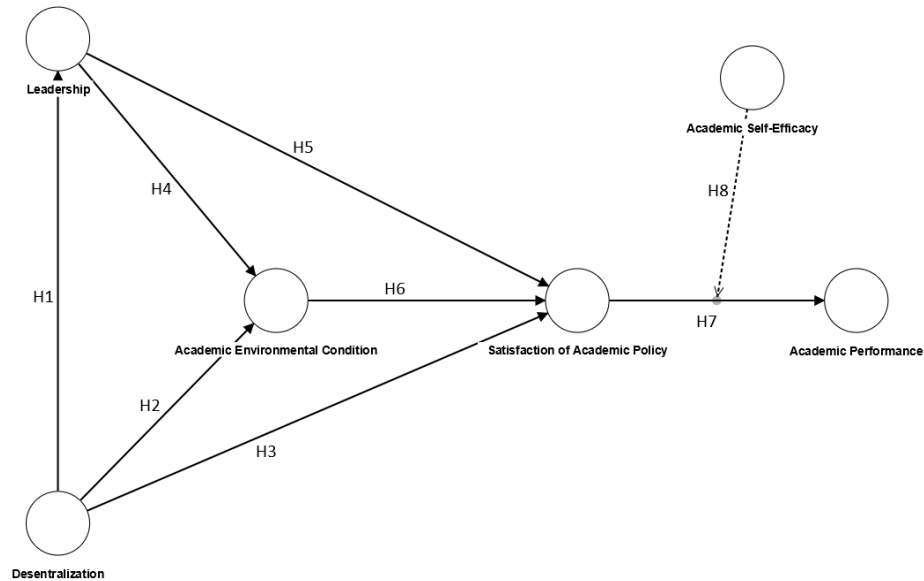 Leadership
Academic Self-Efficacy
H5
H4
H8
H1
H6
H7
Academic Environmental Condition
Satisfaction of Academic Policy
Academic Performance
H2
H3
Desentralization